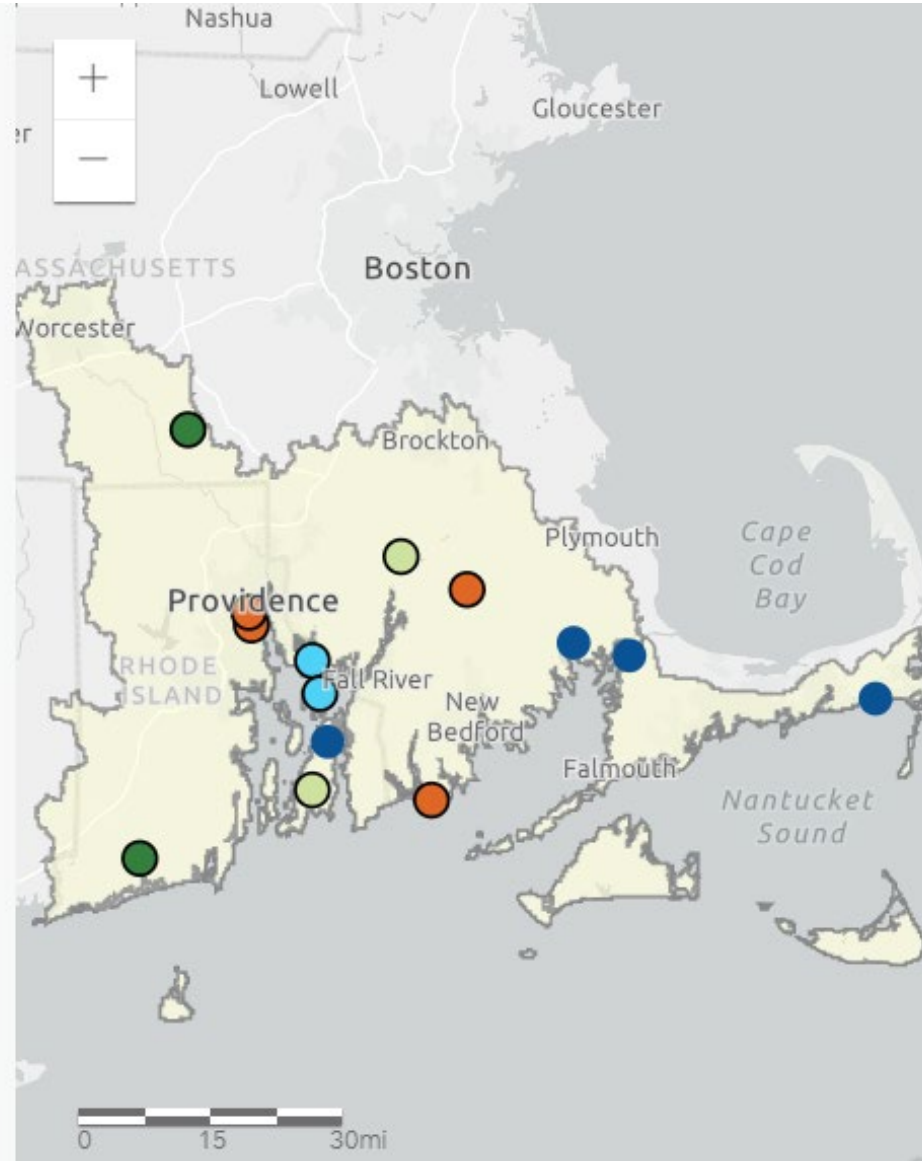 Nashua
+
Lowell
Gloucester
er
−
ASSACHUSETTS
Boston
Worcester
Brockton
Cape
Cod
Bay
Plymouth
Providence
RHODE
ISLAND
Fall River
New
Bedford
Falmouth
Nantucket
Sound
0 15 30mi